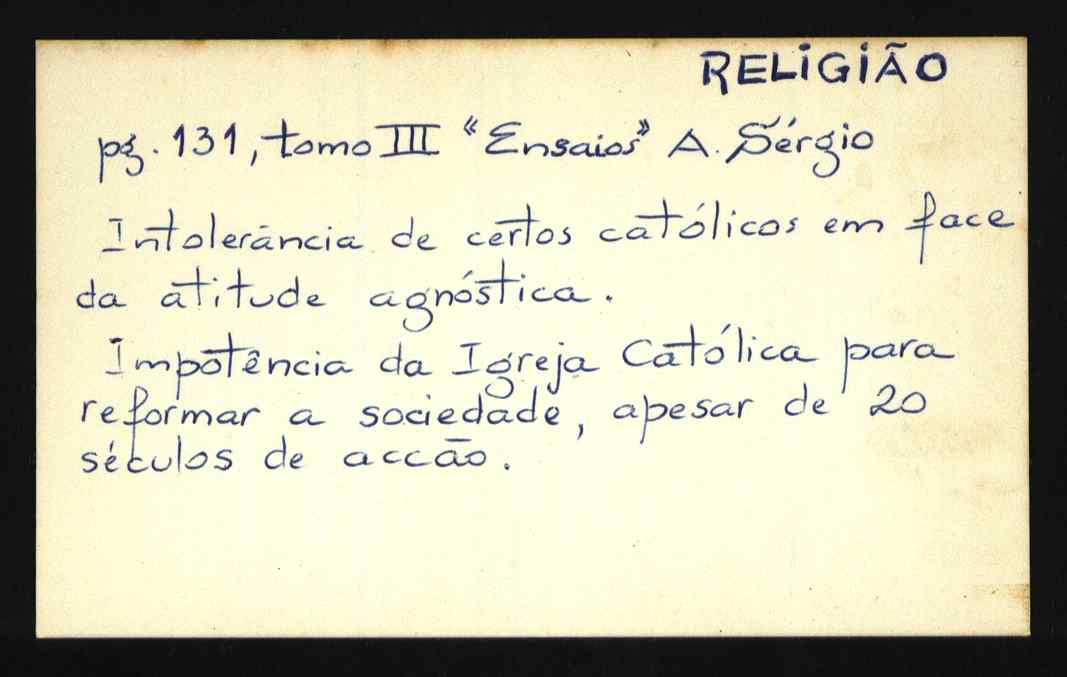 RELIGIÃO
pg. 131, tomo III "Ensaios" A. Sérgio
Intolerância de certos católicos em face
da atitude agnóstica.
Impotência da Igreja Católica para
reformar a sociedade, apesar de 20
séculos de accão.